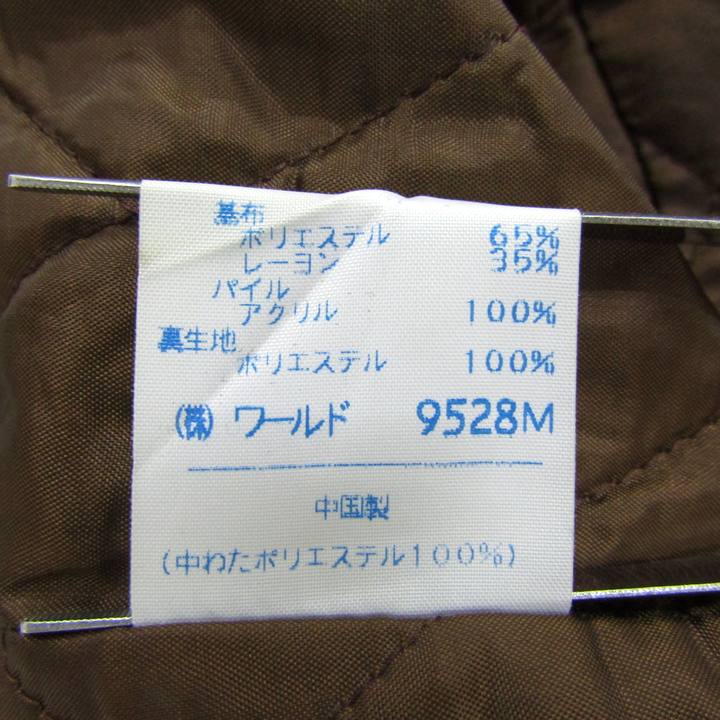 基布
ポリエステル 65%
レーヨン 35%
パイル
アクリル 100%
裏生地
ポリエステル 100%
㈱ ワールド 9528M
中国製
(中わたポリエステル100%)